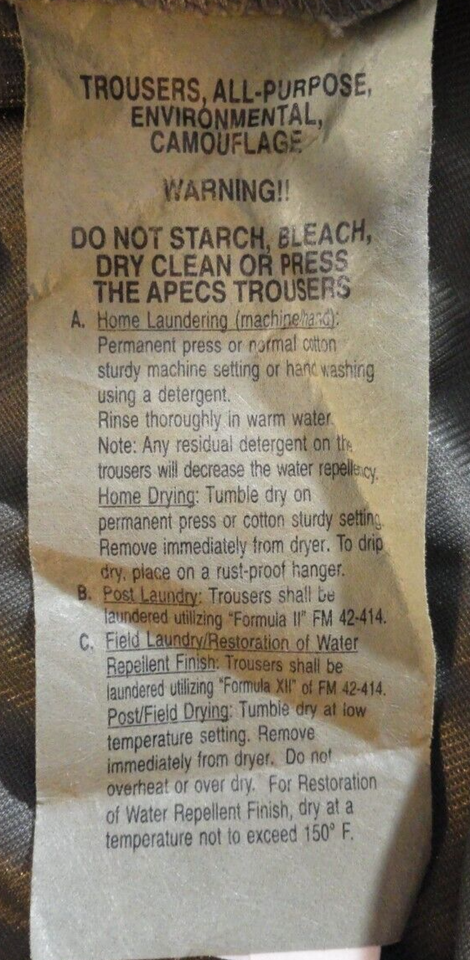 TROUSERS, ALL-PURPOSE,
ENVIRONMENTAL,
CAMOUFLAGE
WARNING!!
DO NOT STARCH, BLEACH,
DRY CLEAN OR PRESS
THE APECS TROUSERS
A. Home Laundering (machine/hand):
Permanent press or normal cotton
sturdy machine setting or hand washing
using a detergent.
Rinse thoroughly in warm water.
Note: Any residual detergent on the
trousers will decrease the water repellency.
Home Drying: Tumble dry on
permanent press or cotton sturdy setting.
Remove immediately from dryer. To drip
dry, place on a rust-proof hanger.
B. Post Laundry: Trousers shall be
laundered utilizing "Formula II" FM 42-414.
C. Field Laundry/Restoration of Water
Repellent Finish: Trousers shall be
laundered utilizing "Formula XII" of FM 42-414.
Post/Field Drying: Tumble dry at low
temperature setting. Remove
immediately from dryer. Do not
overheat or over dry. For Restoration
of Water Repellent Finish, dry at a
temperature not to exceed 150° F.